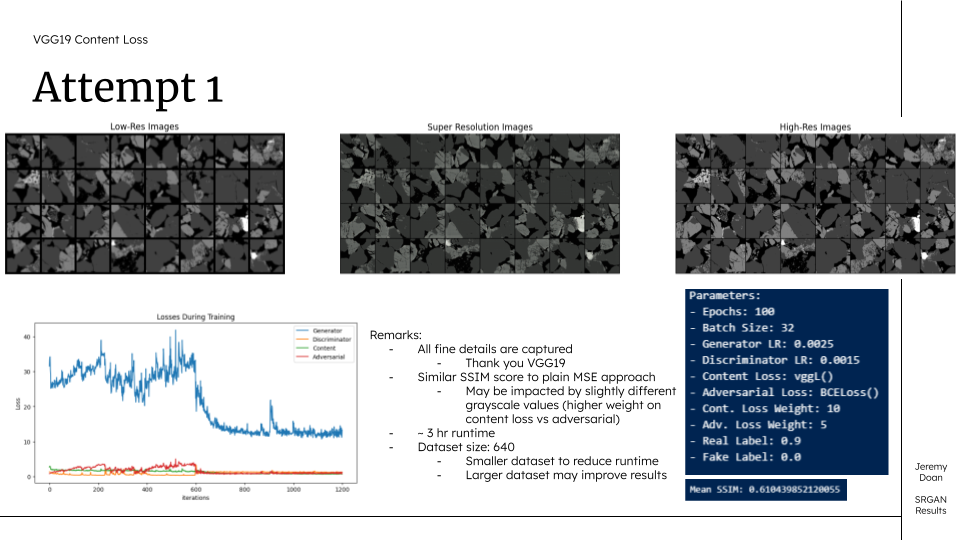 VGG19 Content Loss
Attempt 1
Low-Res Images
Super Resolution Images
High-Res Images
Losses During Training
Generator
Discriminator
Content
Adversarial
Loss
40
30
20
10
0
0 200 400 600 800 1000 1200
iterations
Remarks:
- All fine details are captured
- Thank you VGG19
- Similar SSIM score to plain MSE approach
- May be impacted by slightly different
grayscale values (higher weight on
content loss vs adversarial)
- ~ 3 hr runtime
- Dataset size: 640
- Smaller dataset to reduce runtime
- Larger dataset may improve results
Parameters:
- Epochs: 100
- Batch Size: 32
- Generator LR: 0.0025
- Discriminator LR: 0.0015
- Content Loss: vggL()
- Adversarial Loss: BCELoss()
- Cont. Loss Weight: 10
- Adv. Loss Weight: 5
- Real Label: 0.9
- Fake Label: 0.0
Mean SSIM: 0.610439852120055
Jeremy
Doan
SRGAN
Results